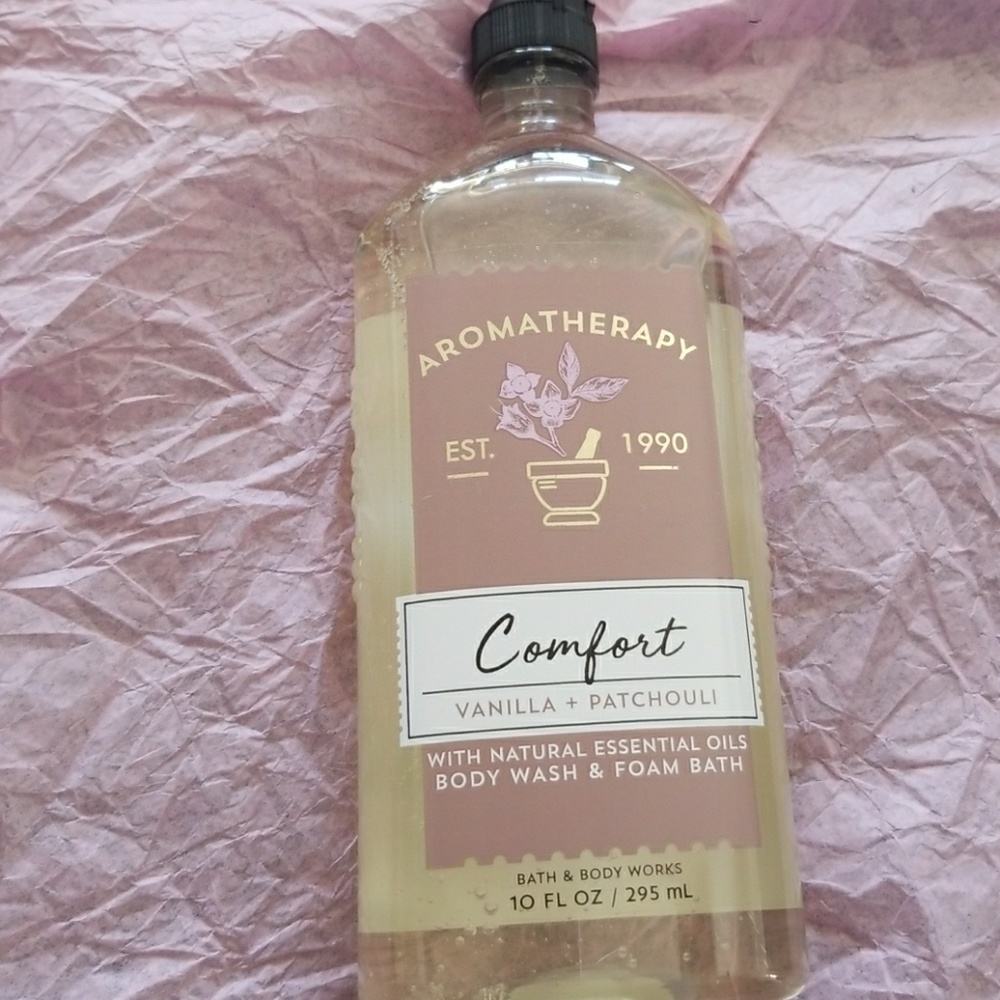 AROMATHERAPY
EST. 1990
Comfort
VANILLA + PATCHOULI
WITH NATURAL ESSENTIAL OILS
BODY WASH & FOAM BATH
BATH & BODY WORKS
10 FL OZ / 295 mL